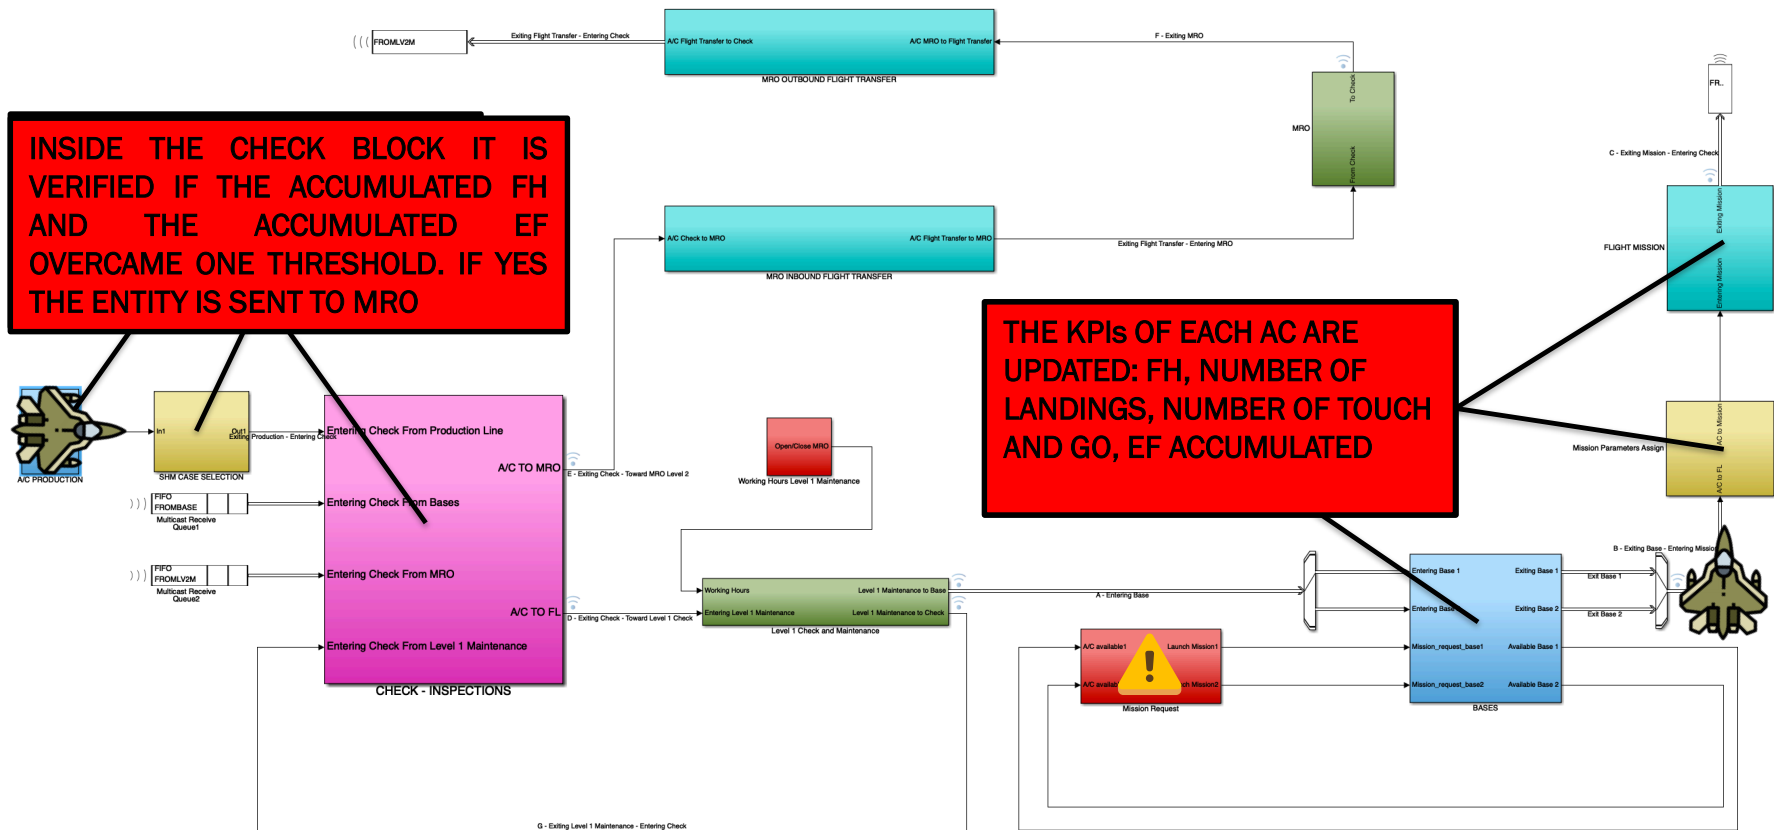 FROMLV2M
Exiting Flight Transfer - Entering Check
A/C Flight Transfer to Check
A/C MRO to Flight Transfer
MRO OUTBOUND FLIGHT TRANSFER
F - Exiting MRO
To Check
MRO
From Check
FR..
C - Exiting Mission - Entering Check
INSIDE THE CHECK BLOCK IT IS
VERIFIED IF THE ACCUMULATED FH
AND THE ACCUMULATED EF
OVERCAME ONE THRESHOLD. IF YES
THE ENTITY IS SENT TO MRO
A/C Check to MRO
A/C Flight Transfer to MRO
MRO INBOUND FLIGHT TRANSFER
Exiting Flight Transfer - Entering MRO
Exiting Mission
FLIGHT MISSION
Entering Mission
THE KPIs OF EACH AC ARE
UPDATED: FH, NUMBER OF
LANDINGS, NUMBER OF TOUCH
AND GO, EF ACCUMULATED
A/C PRODUCTION
In1
Out1
Exiting Production - Entering Check
SHM CASE SELECTION
FIFO
FROMBASE
Multicast Receive
Queue1
FIFO
FROMLV2M
Multicast Receive
Queue2
Entering Check From Production Line
A/C TO MRO
Entering Check From Bases
Entering Check From MRO
A/C TO FL
Entering Check From Level 1 Maintenance
CHECK - INSPECTIONS
E - Exiting Check - Toward MRO Level 2
D - Exiting Check - Toward Level 1 Check
Open/Close MRO
Working Hours Level 1 Maintenance
Working Hours
Level 1 Maintenance to Base
Entering Level 1 Maintenance
Level 1 Maintenance to Check
Level 1 Check and Maintenance
A - Entering Base
AC to Mission
Mission Parameters Assign
A/C to FL
B - Exiting Base - Entering Mission
Entering Base 1
Exiting Base 1
Exit Base 1
Entering Base
Exiting Base 2
Exit Base 2
A/C available1
Launch Mission1
Mission_request_base1
Available Base 1
Mission2
Mission_request_base2
Available Base 2
Mission Request
BASES
G - Exiting Level 1 Maintenance - Entering Check